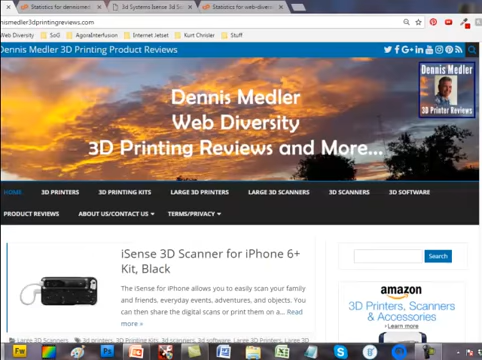 Statistics for dennismed
3d Systems Isense 3d Sc
Statistics for web-divers
nismedler3dprintingreviews.com
Web Diversity SoG AgoraInterfusion Internet Jetset Kurt Chrisler Stuff
Dennis Medler 3D Printing Product Reviews
Dennis Medler
3D Printer Reviews
Dennis Medler
Web Diversity
3D Printing Reviews and More...
HOME 3D PRINTERS 3D PRINTING KITS LARGE 3D PRINTERS LARGE 3D SCANNERS 3D SCANNERS 3D SOFTWARE
PRODUCT REVIEWS ABOUT US/CONTACT US TERMS/PRIVACY
iSense 3D Scanner for iPhone 6+
Kit, Black
The iSense for iPhone allows you to easily scan your family
and friends, everyday events, adventures, and objects. You
can then share the digital scans or print them on a... Read
more »
Large 3D Scanners 3d printers, 3D Printing Kits, 3d scanners, 3d software, Large 3D Printers, Large 3D
Search
amazon
3D Printers, Scanners
& Accessories
Learn more